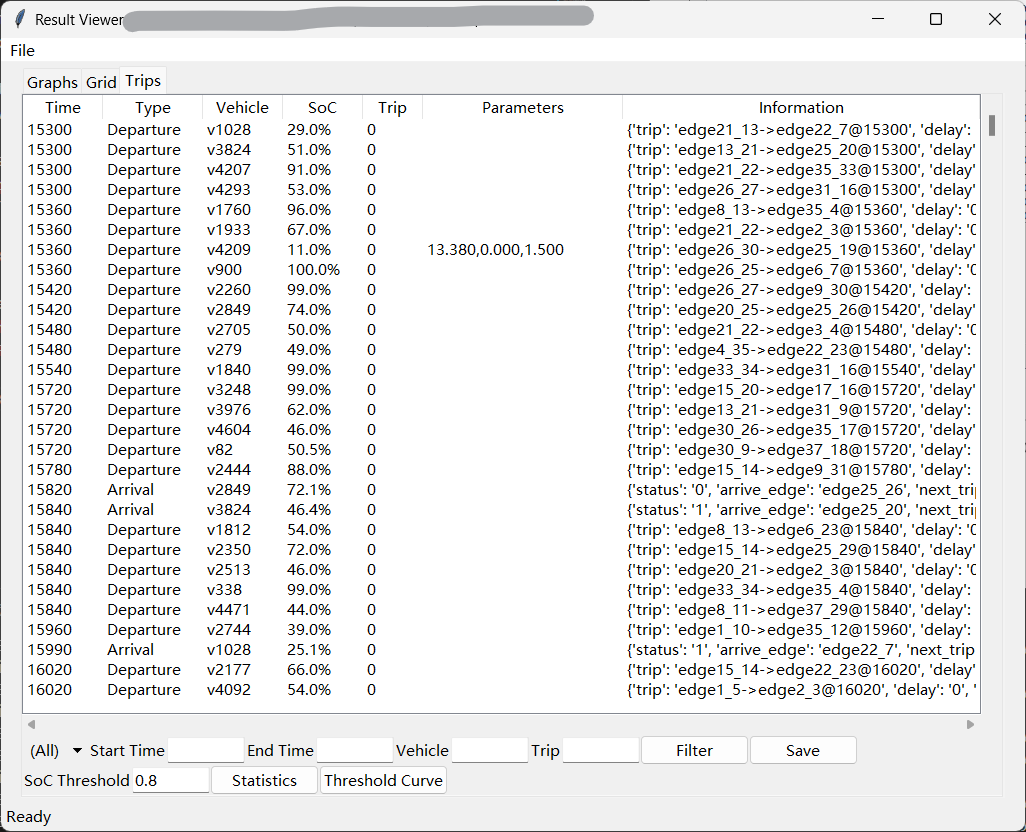 Result Viewer
File
Graphs Grid Trips
Time Type Vehicle SoC Trip Parameters Information
15300 Departure v1028 29.0% 0 {'trip': 'edge21_13->edge22_7@15300', 'delay':
15300 Departure v3824 51.0% 0 {'trip': 'edge13_21->edge25_20@15300', 'delay'
15300 Departure v4207 91.0% 0 {'trip': 'edge21_22->edge35_33@15300', 'delay'
15300 Departure v4293 53.0% 0 {'trip': 'edge26_27->edge31_16@15300', 'delay'
15360 Departure v1760 96.0% 0 {'trip': 'edge8_13->edge35_4@15360', 'delay': '0
15360 Departure v1933 67.0% 0 {'trip': 'edge21_22->edge2_3@15360', 'delay': '0
15360 Departure v4209 11.0% 0 13.380,0.000,1.500 {'trip': 'edge26_30->edge25_19@15360', 'delay'
15360 Departure v900 100.0% 0 {'trip': 'edge26_25->edge6_7@15360', 'delay': '0
15420 Departure v2260 99.0% 0 {'trip': 'edge26_27->edge9_30@15420', 'delay':
15420 Departure v2849 74.0% 0 {'trip': 'edge20_25->edge25_26@15420', 'delay'
15480 Departure v2705 50.0% 0 {'trip': 'edge21_22->edge3_4@15480', 'delay': '0
15480 Departure v279 49.0% 0 {'trip': 'edge4_35->edge22_23@15480', 'delay':
15540 Departure v1840 99.0% 0 {'trip': 'edge33_34->edge31_16@15540', 'delay'
15720 Departure v3248 99.0% 0 {'trip': 'edge15_20->edge17_16@15720', 'delay'
15720 Departure v3976 62.0% 0 {'trip': 'edge13_21->edge31_9@15720', 'delay':
15720 Departure v4604 46.0% 0 {'trip': 'edge30_26->edge35_17@15720', 'delay'
15720 Departure v82 50.5% 0 {'trip': 'edge30_9->edge37_18@15720', 'delay':
15780 Departure v2444 88.0% 0 {'trip': 'edge15_14->edge9_31@15780', 'delay':
15820 Arrival v2849 72.1% 0 {'status': '0', 'arrive_edge': 'edge25_26', 'next_trip
15840 Arrival v3824 46.4% 0 {'status': '1', 'arrive_edge': 'edge25_20', 'next_trip
15840 Departure v1812 54.0% 0 {'trip': 'edge8_13->edge6_23@15840', 'delay': '0
15840 Departure v2350 72.0% 0 {'trip': 'edge15_14->edge25_29@15840', 'delay'
15840 Departure v2513 46.0% 0 {'trip': 'edge20_21->edge2_3@15840', 'delay': '0
15840 Departure v338 99.0% 0 {'trip': 'edge33_34->edge35_4@15840', 'delay':
15840 Departure v4471 44.0% 0 {'trip': 'edge8_11->edge37_29@15840', 'delay':
15960 Departure v2744 39.0% 0 {'trip': 'edge1_10->edge35_12@15960', 'delay':
15990 Arrival v1028 25.1% 0 {'status': '1', 'arrive_edge': 'edge22_7', 'next_trip
16020 Departure v2177 66.0% 0 {'trip': 'edge15_14->edge22_23@16020', 'delay'
16020 Departure v4092 54.0% 0 {'trip': 'edge1_5->edge2_3@16020', 'delay': '0', '
(All) Start Time End Time Vehicle Trip Filter Save
SoC Threshold 0.8 Statistics Threshold Curve
Ready